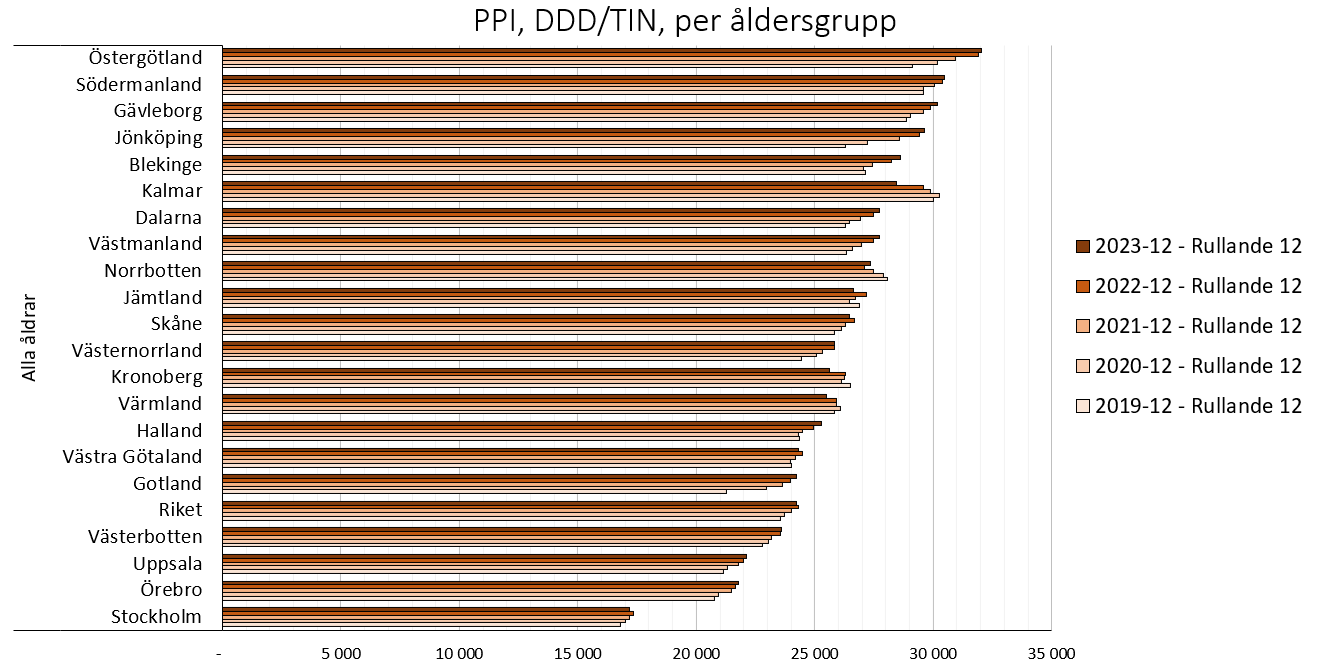 PPI, DDD/TIN, per åldersgrupp
Alla åldrar
Östergötland
Södermanland
Gävleborg
Jönköping
Blekinge
Kalmar
Dalarna
Västmanland
Norrbotten
Jämtland
Skåne
Västernorrland
Kronoberg
Värmland
Halland
Västra Götaland
Gotland
Riket
Västerbotten
Uppsala
Örebro
Stockholm
- 5 000 10 000 15 000 20 000 25 000 30 000 35 000
2023-12 - Rullande 12
2022-12 - Rullande 12
2021-12 - Rullande 12
2020-12 - Rullande 12
2019-12 - Rullande 12